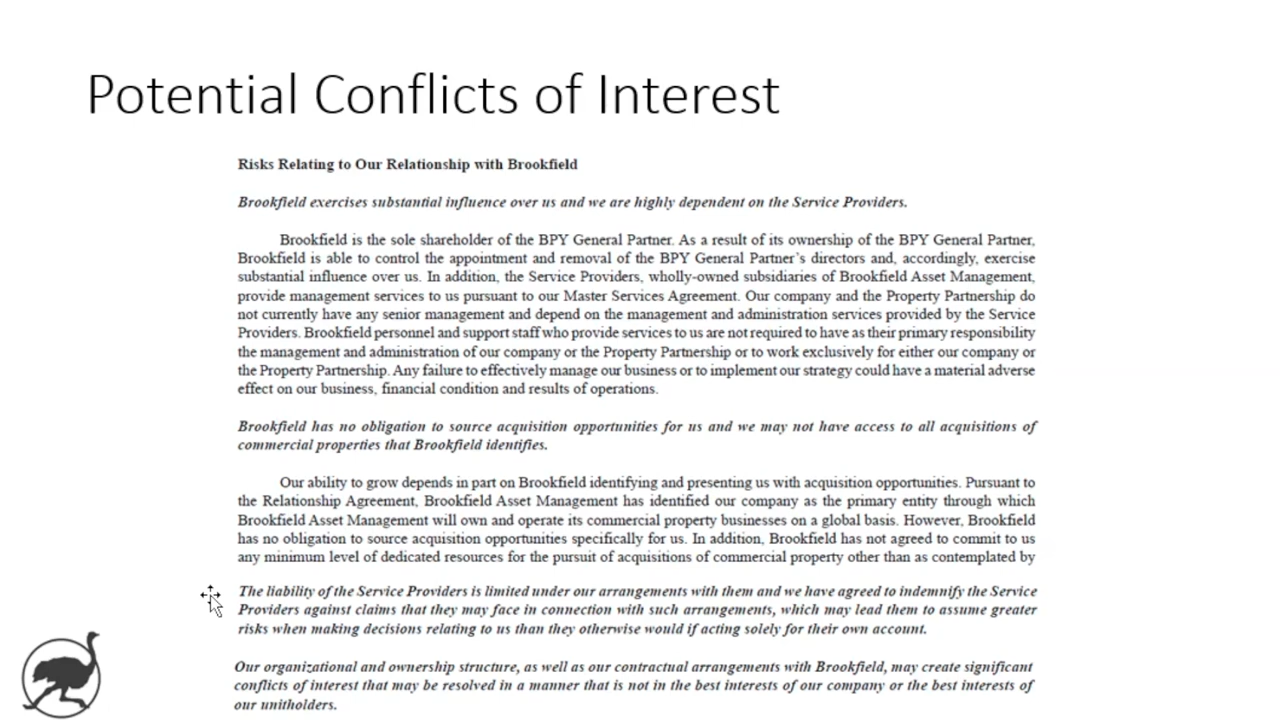 Potential Conflicts of Interest
Risks Relating to Our Relationship with Brookfield
Brookfield exercises substantial influence over us and we are highly dependent on the Service Providers.
Brookfield is the sole shareholder of the BPY General Partner. As a result of its ownership of the BPY General Partner,
Brookfield is able to control the appointment and removal of the BPY General Partner's directors and, accordingly, exercise
substantial influence over us. In addition, the Service Providers, wholly-owned subsidiaries of Brookfield Asset Management,
provide management services to us pursuant to our Master Services Agreement. Our company and the Property Partnership do
not currently have any senior management and depend on the management and administration services provided by the Service
Providers. Brookfield personnel and support staff who provide services to us are not required to have as their primary responsibility
the management and administration of our company or the Property Partnership or to work exclusively for either our company or
the Property Partnership. Any failure to effectively manage our business or to implement our strategy could have a material adverse
effect on our business, financial condition and results of operations.
Brookfield has no obligation to source acquisition opportunities for us and we may not have access to all acquisitions of
commercial properties that Brookfield identifies.
Our ability to grow depends in part on Brookfield identifying and presenting us with acquisition opportunities. Pursuant to
the Relationship Agreement, Brookfield Asset Management has identified our company as the primary entity through which
Brookfield Asset Management will own and operate its commercial property businesses on a global basis. However, Brookfield
has no obligation to source acquisition opportunities specifically for us. In addition, Brookfield has not agreed to commit to us
any minimum level of dedicated resources for the pursuit of acquisitions of commercial property other than as contemplated by
The liability of the Service Providers is limited under our arrangements with them and we have agreed to indemnify the Service
Providers against claims that they may face in connection with such arrangements, which may lead them to assume greater
risks when making decisions relating to us than they otherwise would if acting solely for their own account.
Our organizational and ownership structure, as well as our contractual arrangements with Brookfield, may create significant
conflicts of interest that may be resolved in a manner that is not in the best interests of our company or the best interests of
our unitholders.